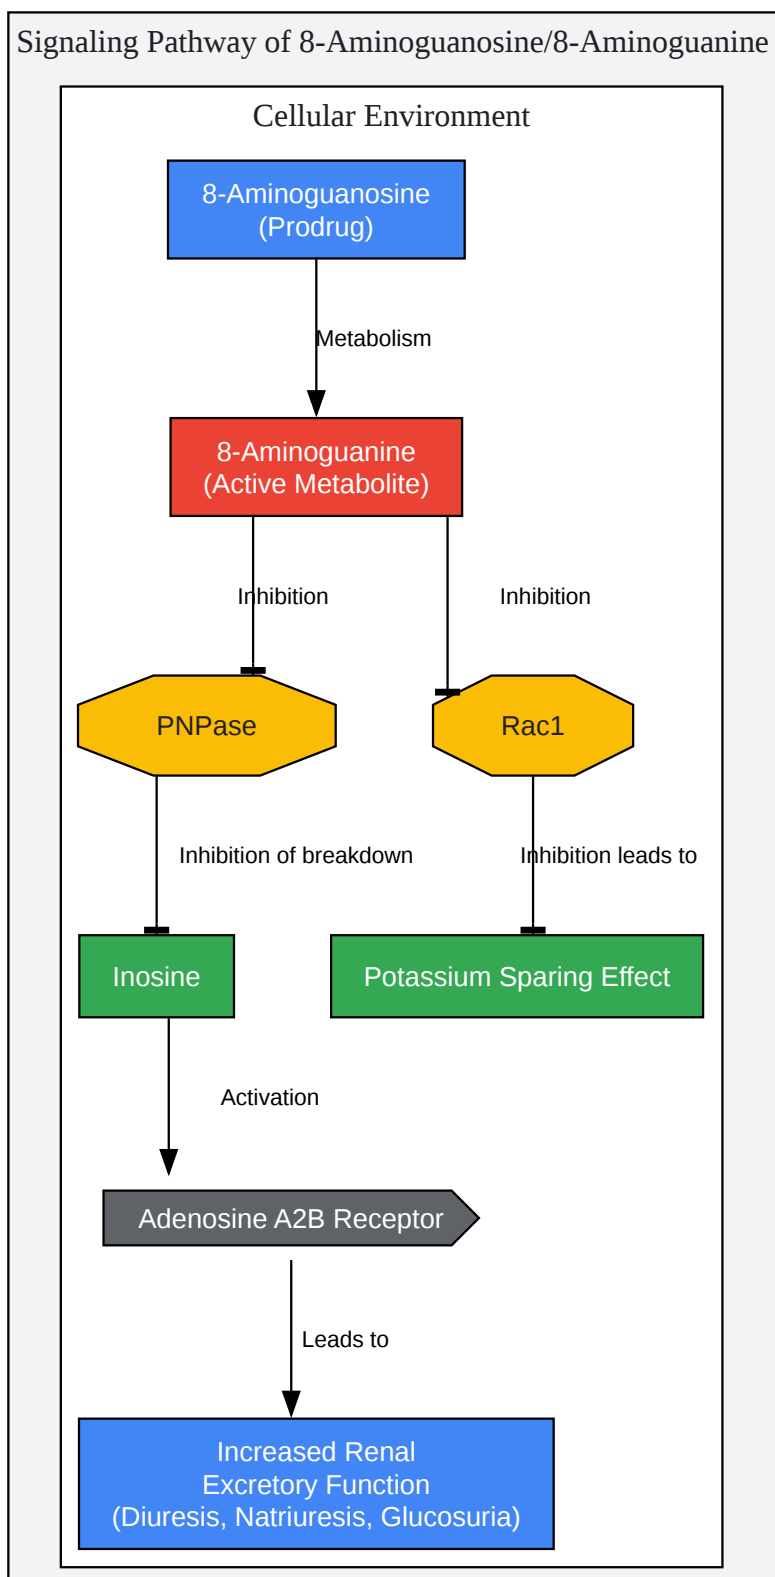 Signaling Pathway of 8-Aminoguanosine/8-Aminoguanine
Cellular Environment
8-Aminoguanosine
(Prodrug)
Metabolism
8-Aminoguanine
(Active Metabolite)
Inhibition
Inhibition
PNPase
Rac1
Inhibition of breakdown
Inhibition leads to
Inosine
Potassium Sparing Effect
Activation
Adenosine A2B Receptor
Leads to
Increased Renal
Excretory Function
(Diuresis, Natriuresis, Glucosuria)